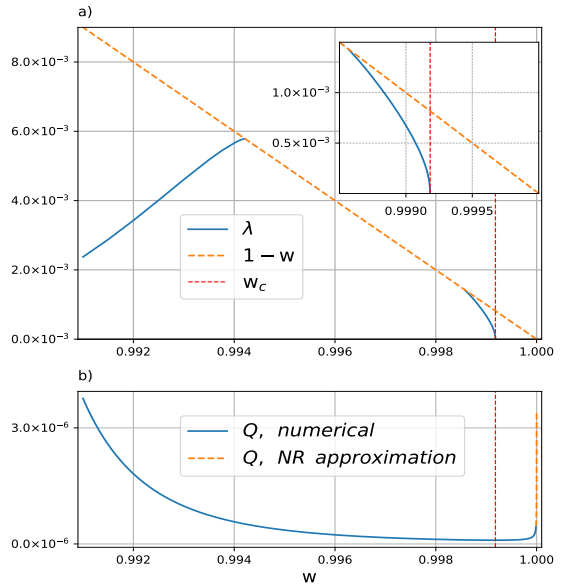 a)
8.0×10⁻³
6.0×10⁻³
4.0×10⁻³
2.0×10⁻³
0.0×10⁻³
1.0×10⁻³
0.5×10⁻³
0.9990 0.9995
λ
1 − w
w_c
0.992 0.994 0.996 0.998 1.000
b)
3.0×10⁻⁶
0.0×10⁻⁶
Q, numerical
Q, NR approximation
0.992 0.994 0.996 0.998 1.000
w